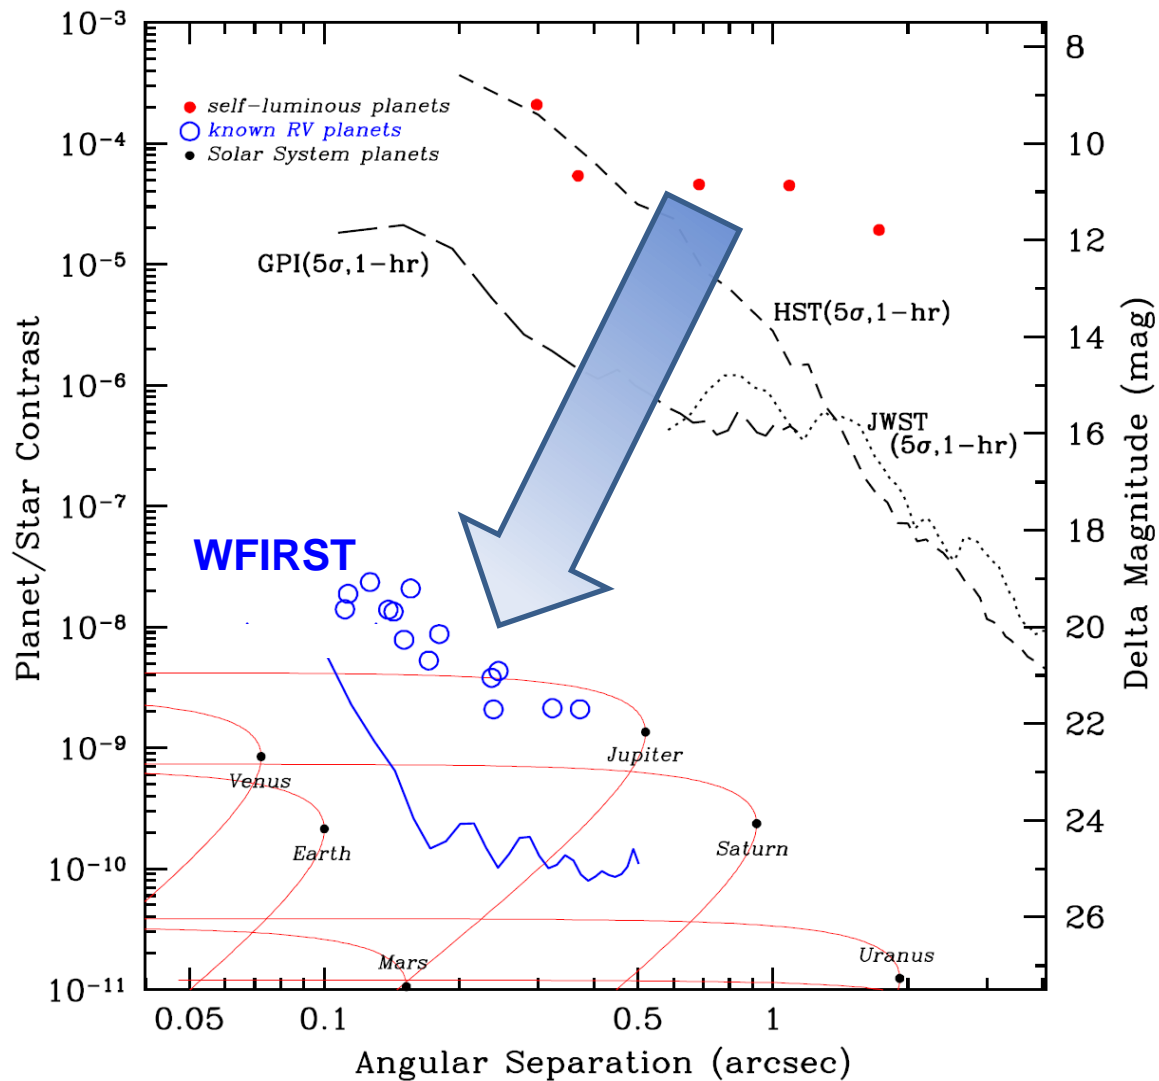 10−3
10−4
10−5
10−6
10−7
10−8
10−9
10−10
10−11
Planet/Star Contrast
self−luminous planets
known RV planets
Solar System planets
GPI(5σ,1−hr)
HST(5σ,1−hr)
JWST
(5σ,1−hr)
WFIRST
Venus
Earth
Mars
Jupiter
Saturn
Uranus
8
10
12
14
16
18
20
22
24
26
Delta Magnitude (mag)
0.05
0.1
0.5
1
Angular Separation (arcsec)